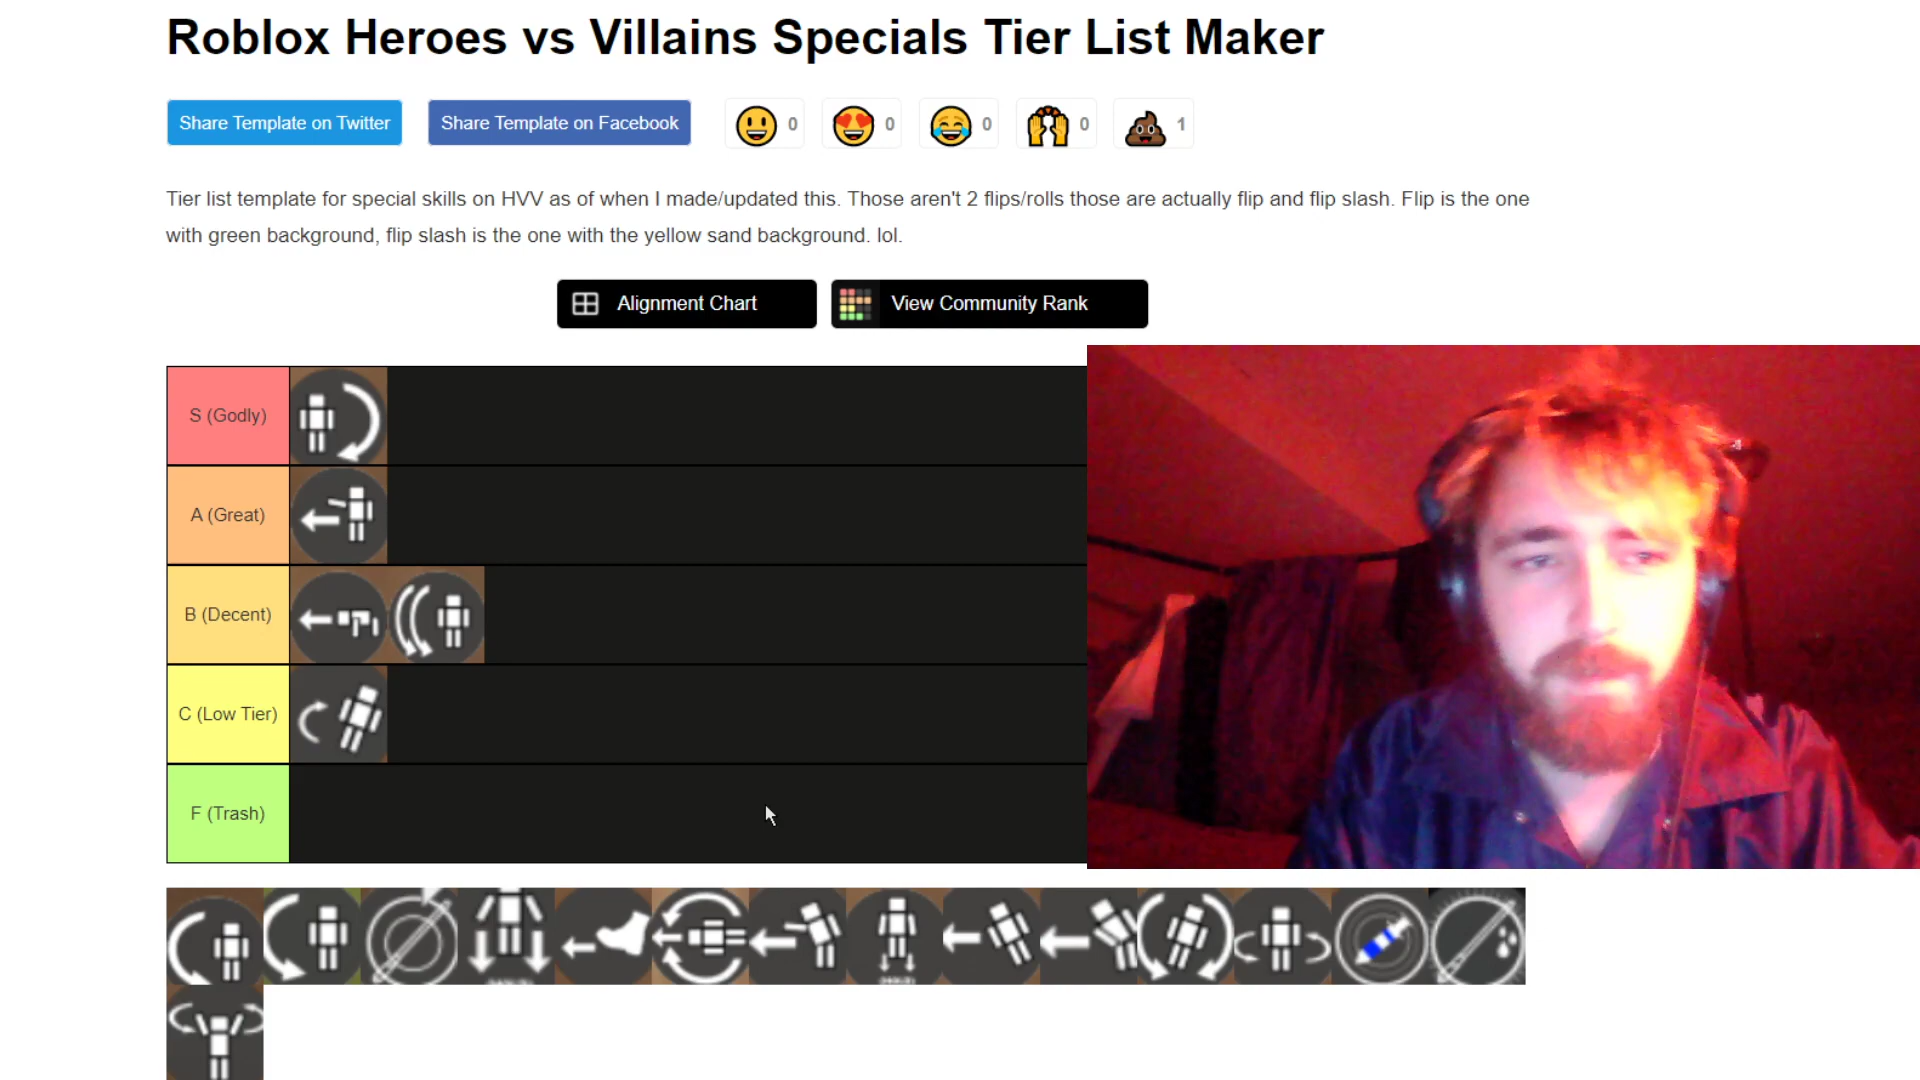 Roblox Heroes vs Villains Specials Tier List Maker
Share Template on Twitter
Share Template on Facebook
0
0
0
0
1
Tier list template for special skills on HVV as of when I made/updated this. Those aren't 2 flips/rolls those are actually flip and flip slash. Flip is the one
with green background, flip slash is the one with the yellow sand background. lol.
Alignment Chart
View Community Rank
S (Godly)
A (Great)
B (Decent)
C (Low Tier)
F (Trash)